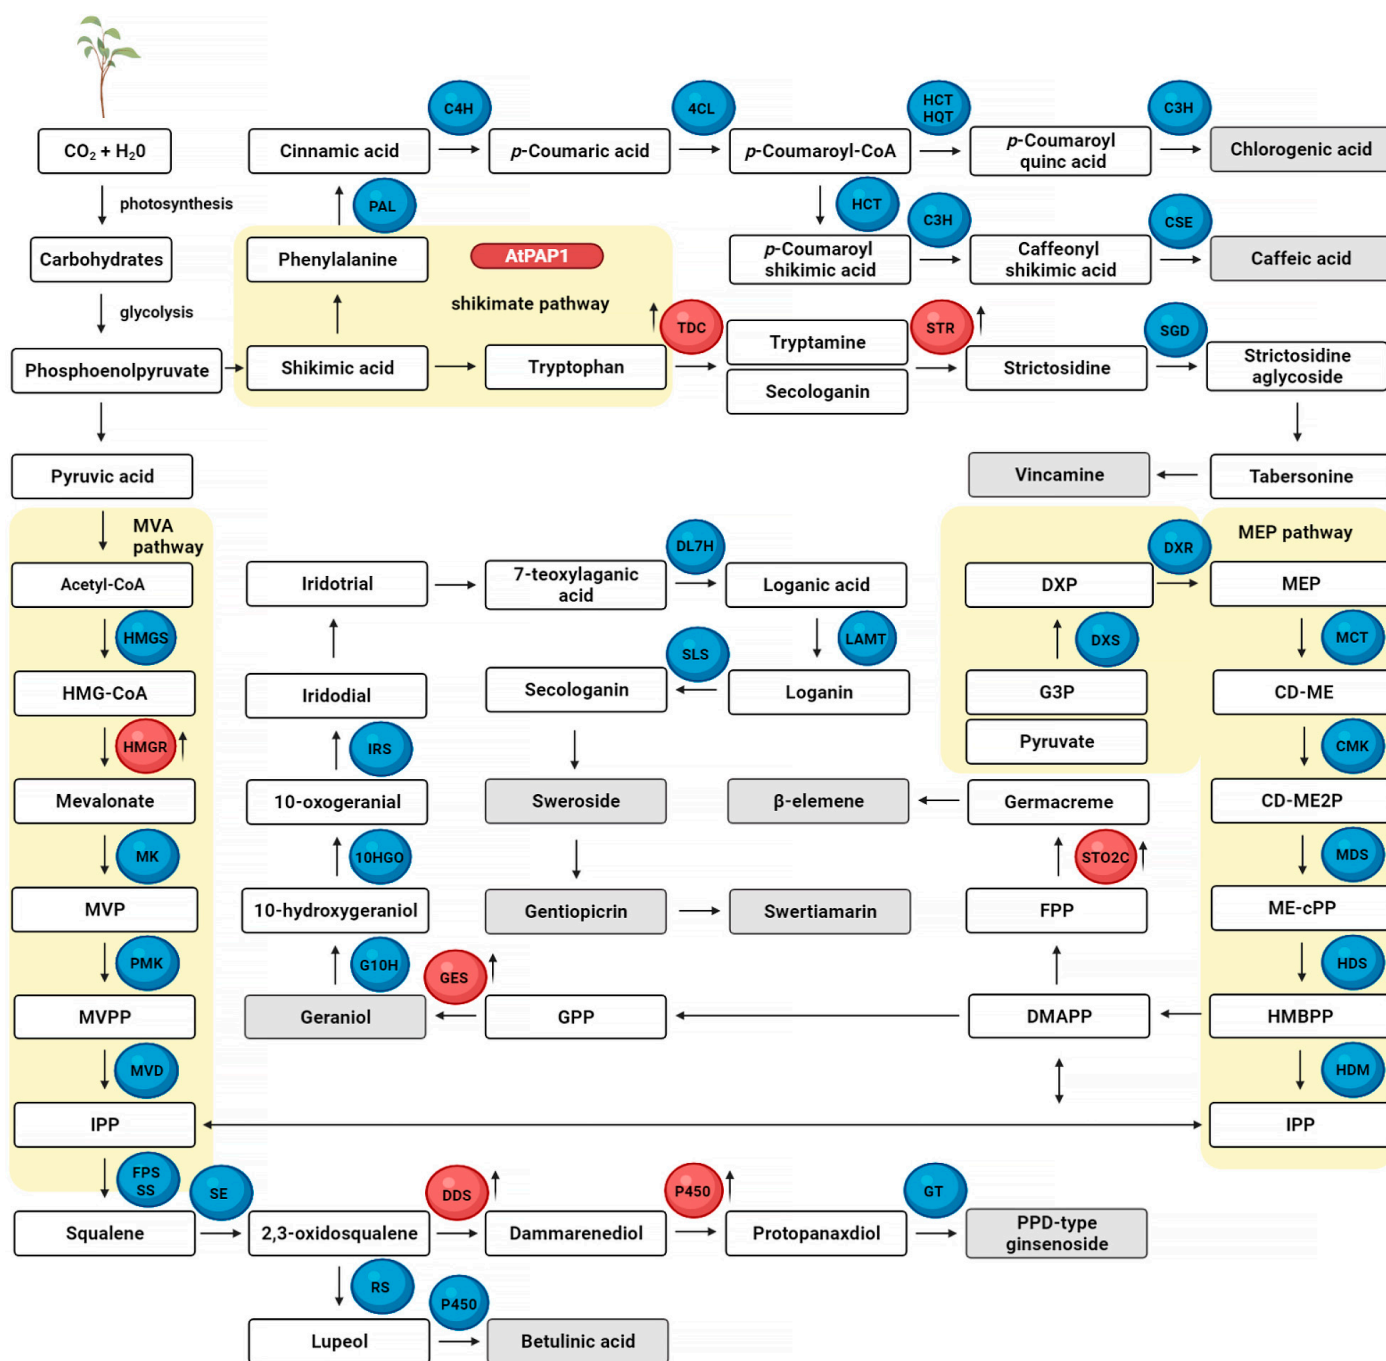 C4H
4CL
HCT
HQT
C3H
CO₂ + H₂0
Cinnamic acid
p-Coumaric acid
p-Coumaroyl-CoA
p-Coumaroyl
quinc acid
Chlorogenic acid
photosynthesis
PAL
HCT
C3H
CSE
Carbohydrates
Phenylalanine
AtPAP1
p-Coumaroyl
shikimic acid
Caffeonyl
shikimic acid
Caffeic acid
glycolysis
shikimate pathway
TDC
STR
SGD
Phosphoenolpyruvate
Shikimic acid
Tryptophan
Tryptamine
Secologanin
Strictosidine
Strictosidine
aglycoside
Pyruvic acid
Vincamine
Tabersonine
MVA
pathway
DL7H
DXR
MEP pathway
Acetyl-CoA
Iridotrial
7-teoxylaganic
acid
Loganic acid
DXP
MEP
HMGS
SLS
LAMT
DXS
MCT
HMG-CoA
Iridodial
Secologanin
Loganin
G3P
CD-ME
HMGR
IRS
Pyruvate
CMK
Mevalonate
10-oxogeranial
Sweroside
β-elemene
Germacreme
CD-ME2P
MK
10HGO
STO2C
MDS
MVP
10-hydroxygeraniol
Gentiopicrin
Swertiamarin
FPP
ME-cPP
PMK
G10H
GES
HDS
MVPP
Geraniol
GPP
DMAPP
HMBPP
MVD
HDM
IPP
IPP
FPS
SS
SE
DDS
P450
GT
Squalene
2,3-oxidosqualene
Dammarenediol
Protopanaxdiol
PPD-type
ginsenoside
RS
P450
Lupeol
Betulinic acid